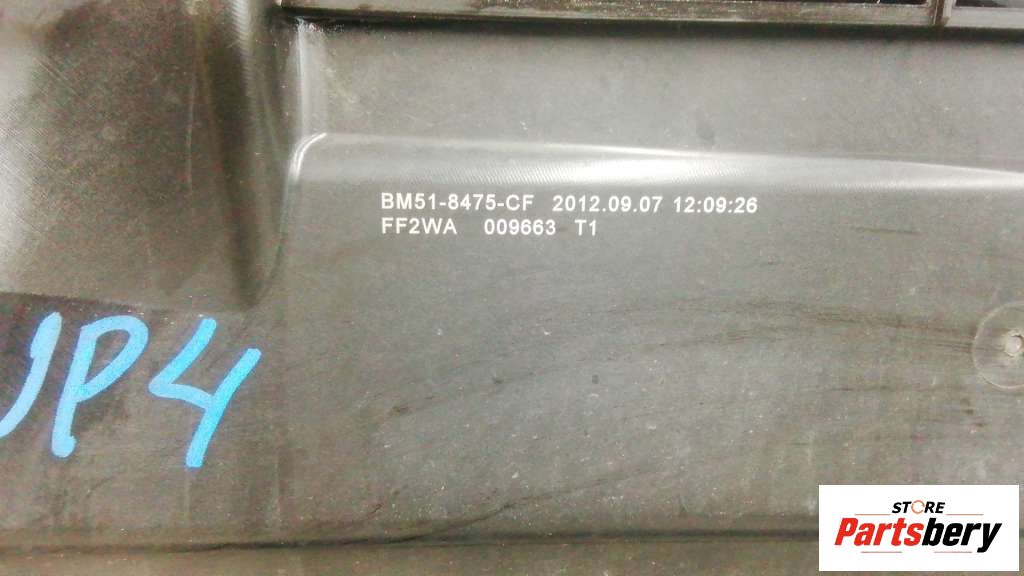 BM51-8475-CF 2012.09.07 12:09:26
FF2WA 009663 T1
JP4
STORE
Partsbery